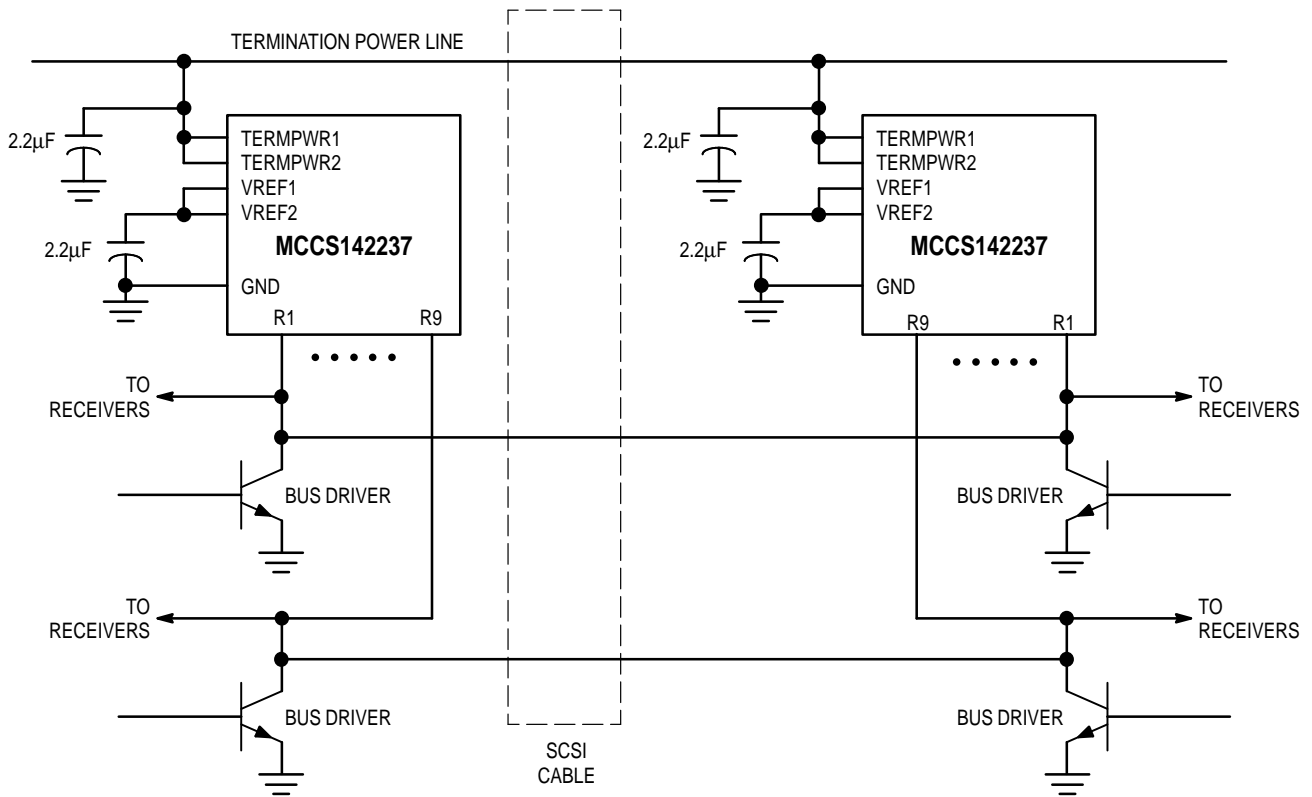 TERMINATION POWER LINE
2.2µF
TERMPWR1
TERMPWR2
VREF1
VREF2
2.2µF
MCCS142237
GND
R1
R9
2.2µF
TERMPWR1
TERMPWR2
VREF1
VREF2
2.2µF
MCCS142237
GND
R9
R1
TO
RECEIVERS
TO
RECEIVERS
BUS DRIVER
BUS DRIVER
TO
RECEIVERS
TO
RECEIVERS
BUS DRIVER
BUS DRIVER
SCSI
CABLE